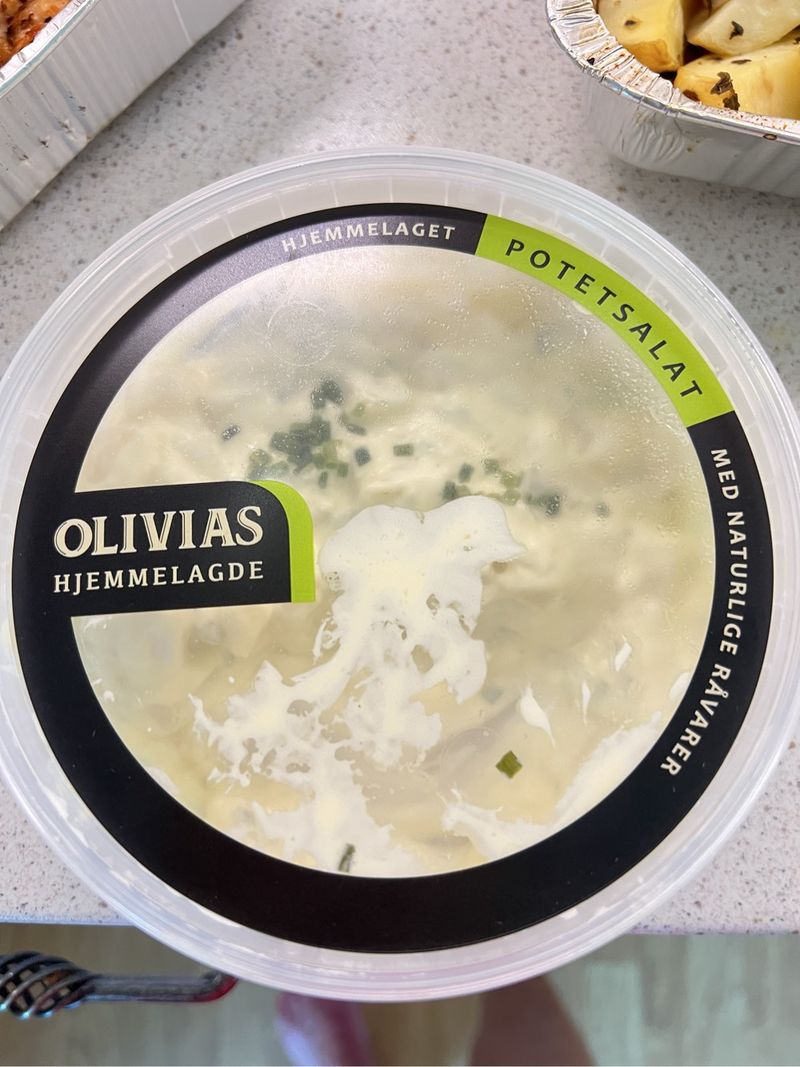 HJEMMELAGET
POTETSALAT
MED NATURLIGE RÅVARER
OLIVIAS
HJEMMELAGDE